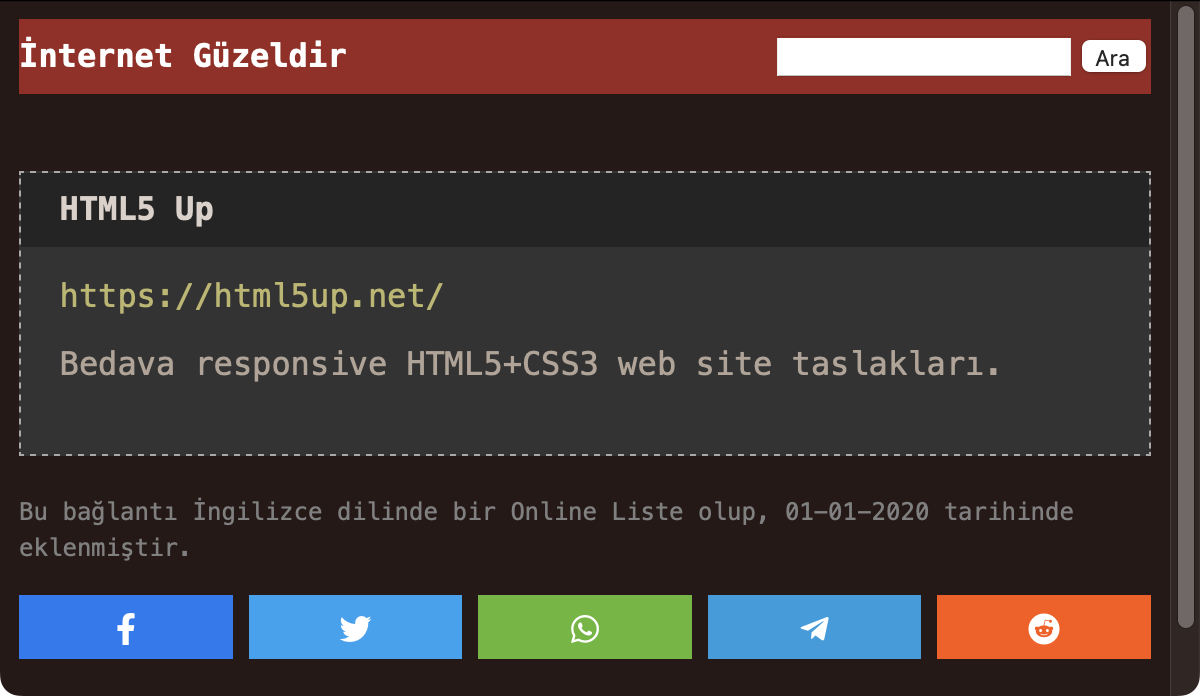 İnternet Güzeldir
Ara
HTML5 Up
https://html5up.net/
Bedava responsive HTML5+CSS3 web site taslakları.
Bu bağlantı İngilizce dilinde bir Online Liste olup, 01-01-2020 tarihinde
eklenmiştir.